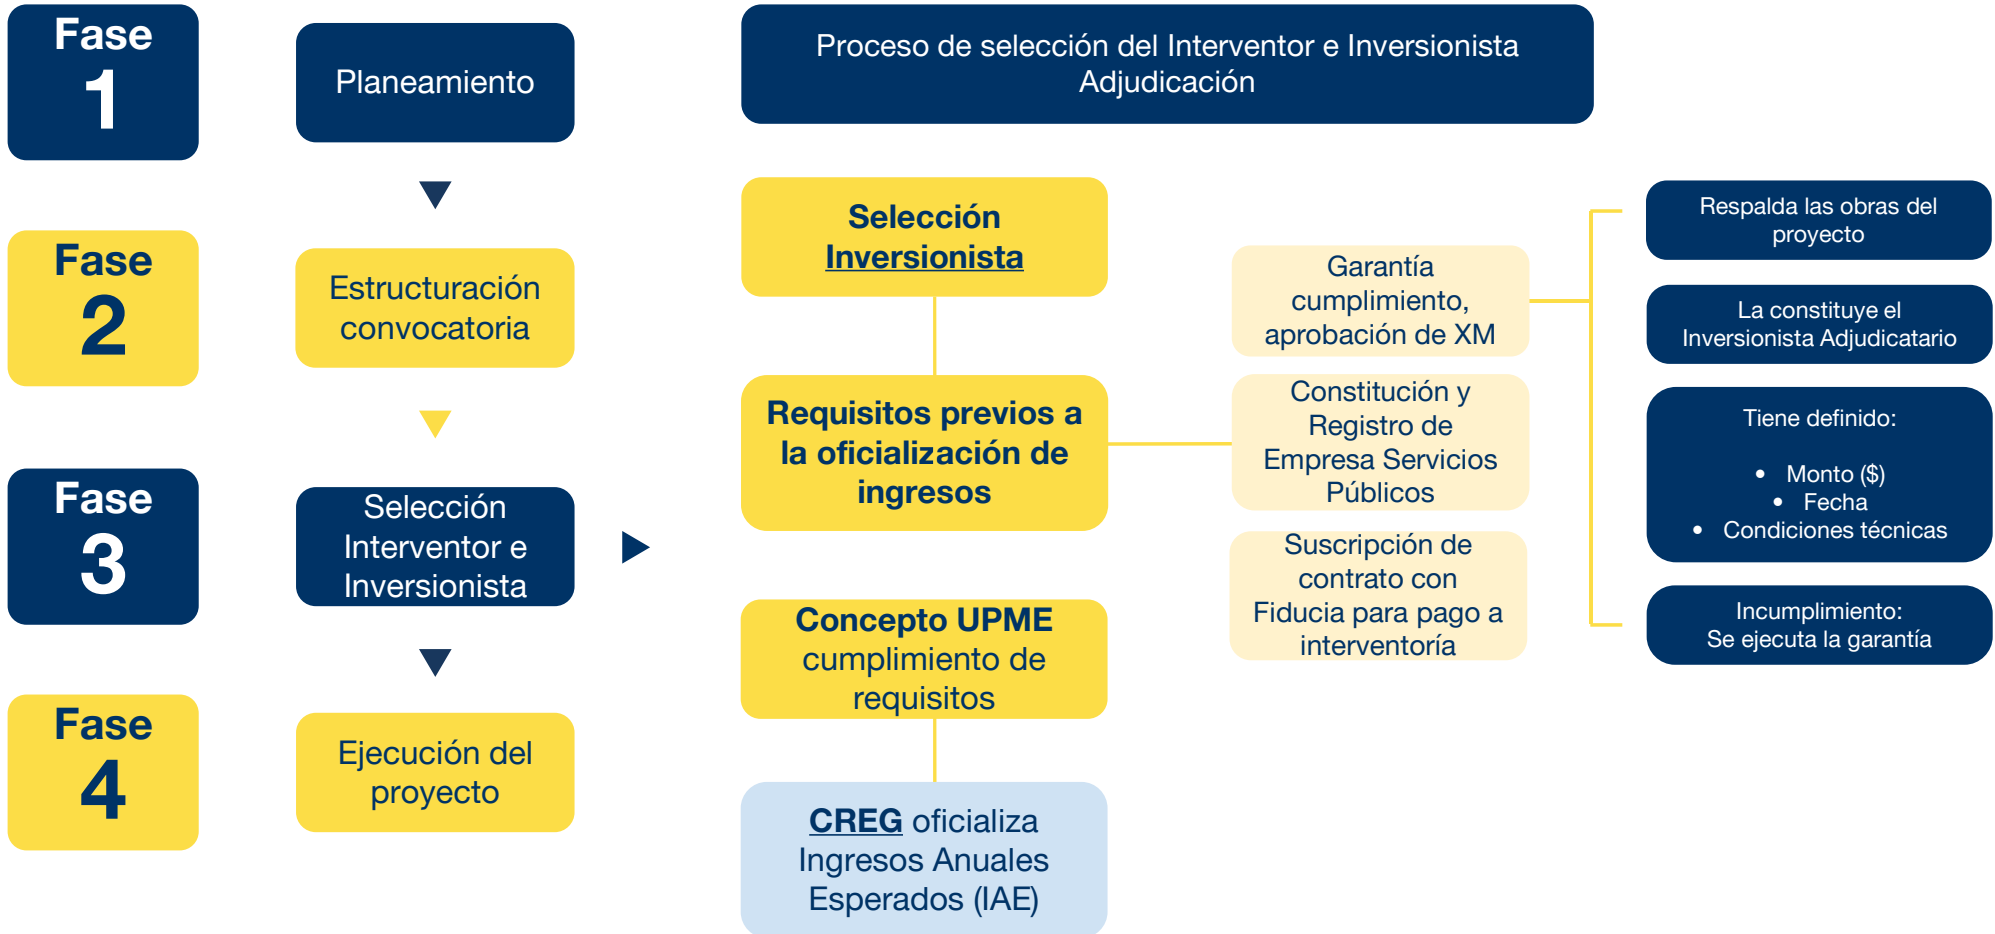 Fase
1
Planeamiento
Proceso de selección del Interventor e Inversionista
Adjudicación
Fase
2
Estructuración
convocatoria
Fase
3
Selección
Interventor e
Inversionista
Fase
4
Ejecución del
proyecto
Selección
Inversionista
Requisitos previos a
la oficialización de
ingresos
Concepto UPME
cumplimiento de
requisitos
CREG oficializa
Ingresos Anuales
Esperados (IAE)
Garantía
cumplimiento,
aprobación de XM
Constitución y
Registro de
Empresa Servicios
Públicos
Suscripción de
contrato con
Fiducia para pago a
interventoría
Respalda las obras del
proyecto
La constituye el
Inversionista Adjudicatario
Tiene definido:
• Monto ($)
• Fecha
• Condiciones técnicas
Incumplimiento:
Se ejecuta la garantía